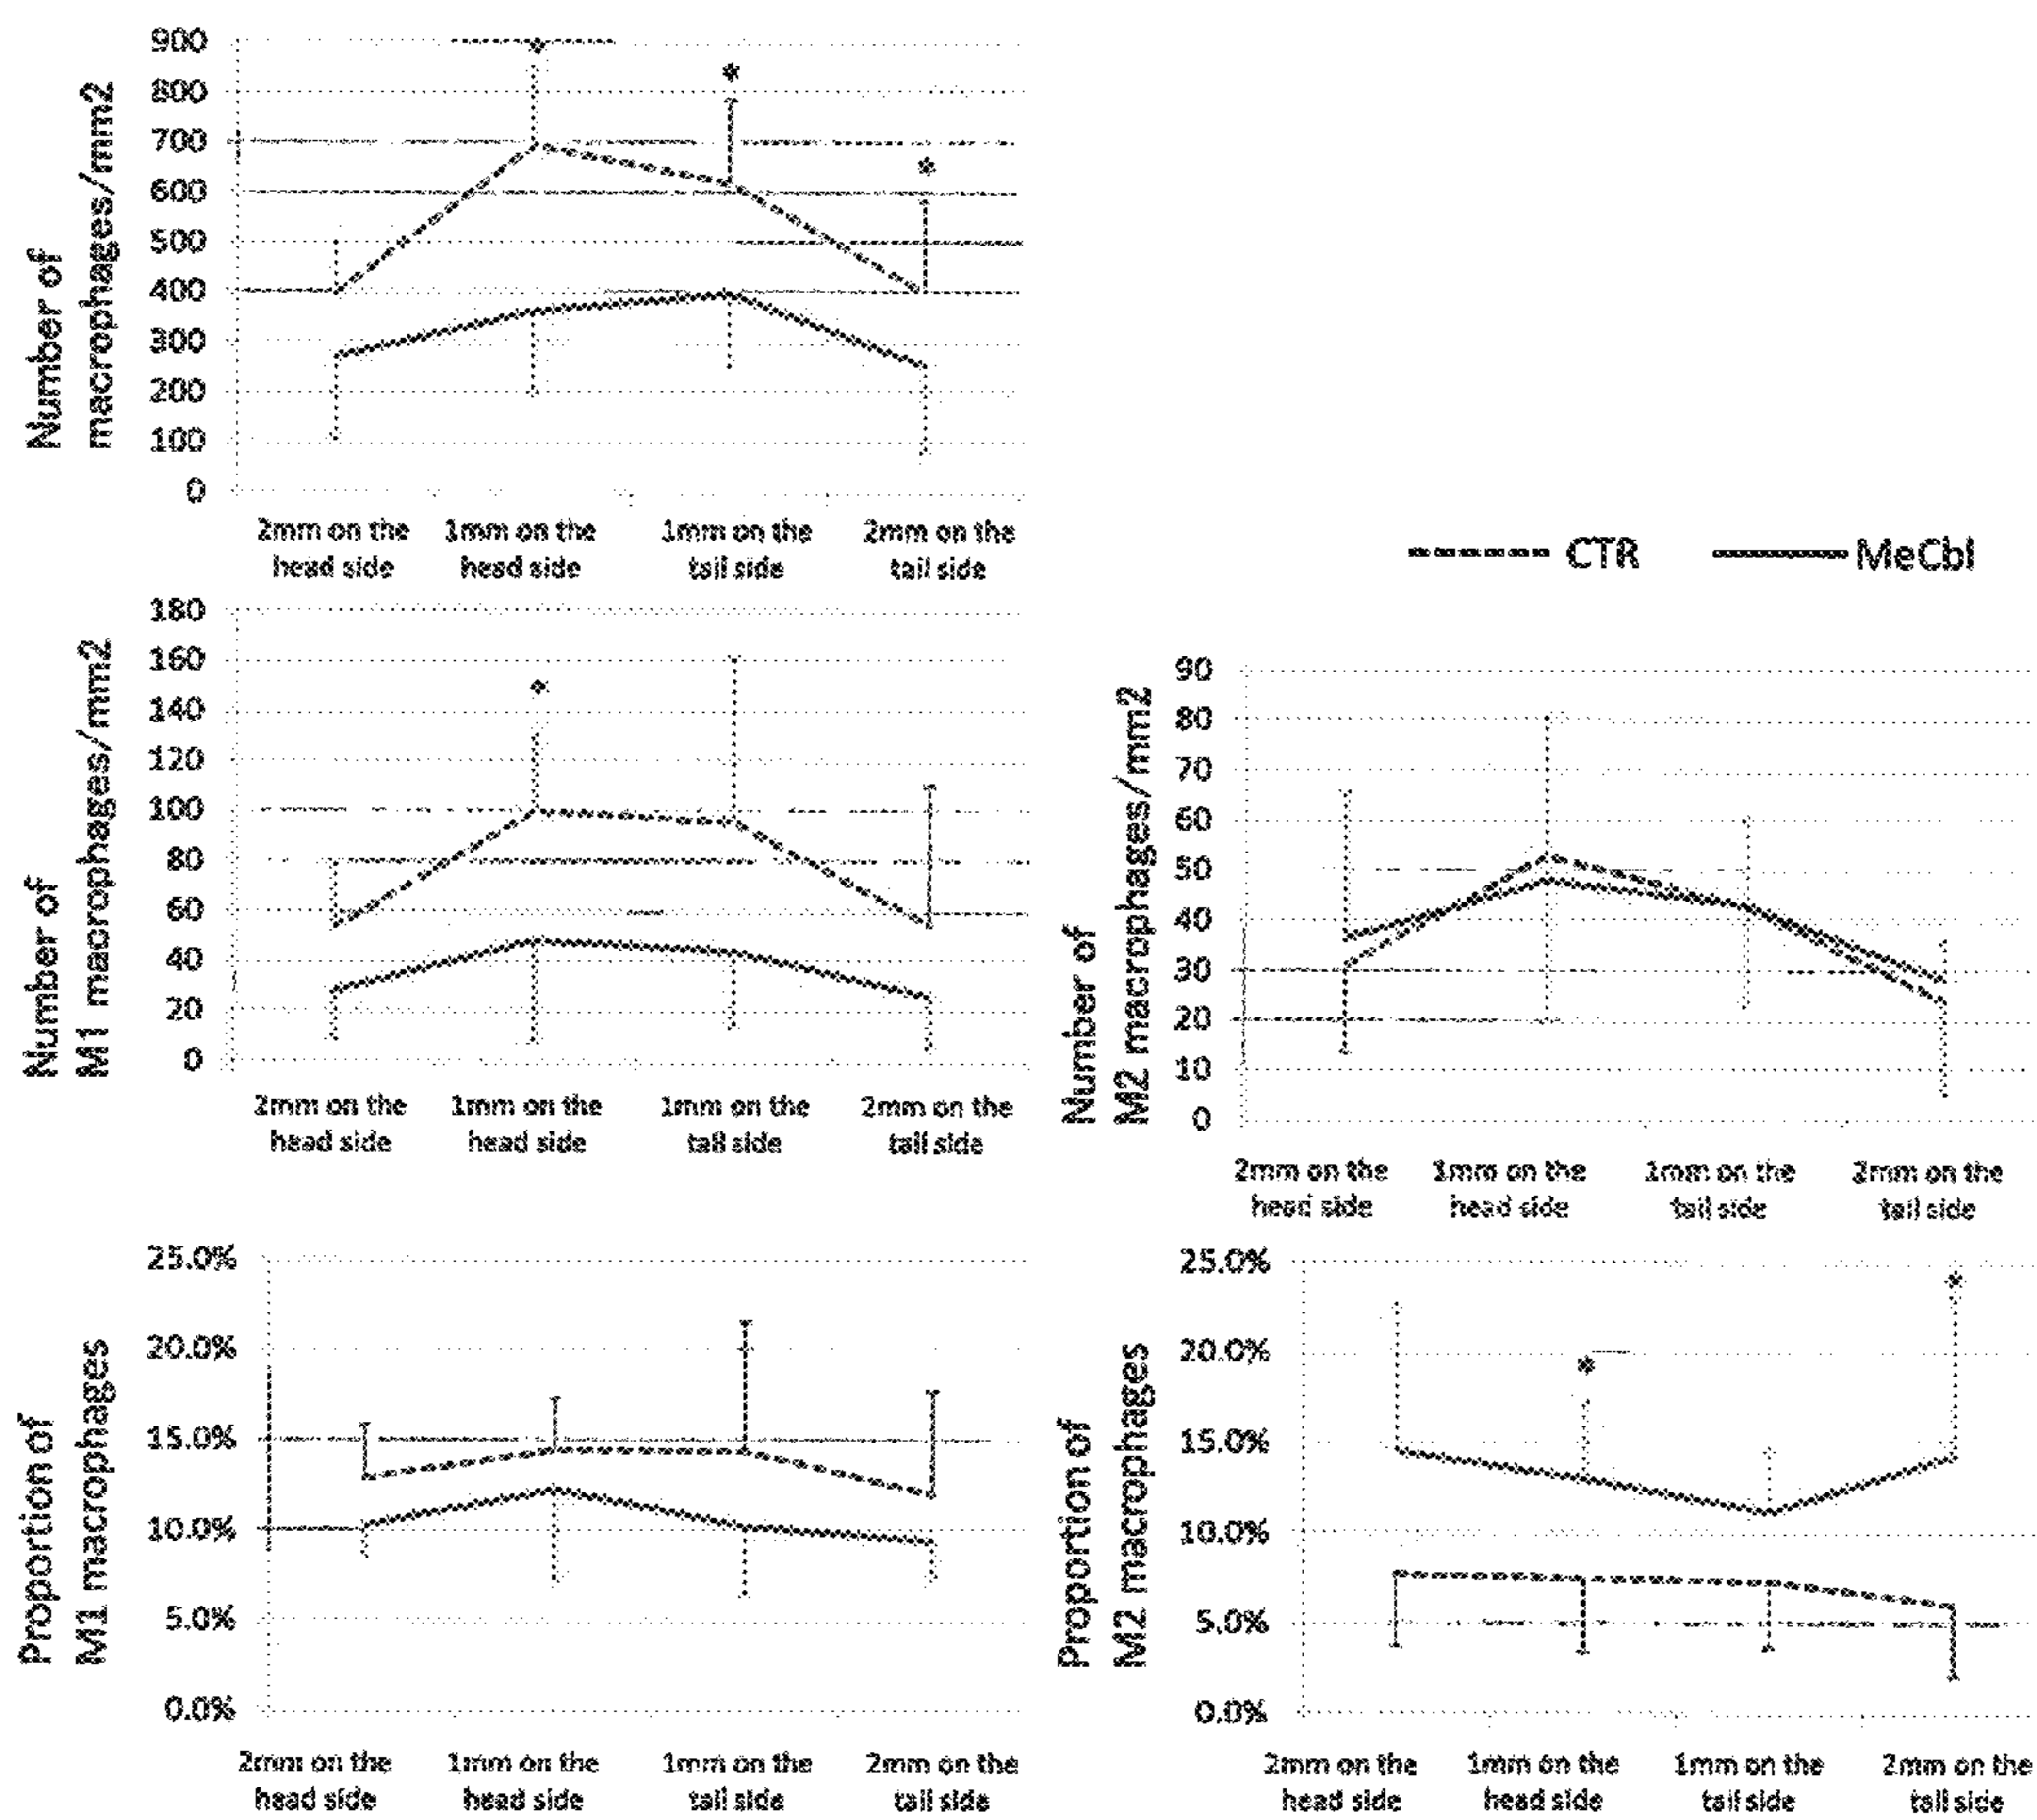 Number of
macrophages/mm2
900
800
700
600
500
400
300
200
100
0
*
*
*
2mm on the
head side
1mm on the
head side
1mm on the
tail side
2mm on the
tail side
CTR
MeCbl
Number of
M1 macrophages/mm2
180
160
140
120
100
80
60
40
20
0
*
2mm on the
head side
1mm on the
head side
1mm on the
tail side
2mm on the
tail side
Number of
M2 macrophages/mm2
90
80
70
60
50
40
30
20
10
0
2mm on the
head side
1mm on the
head side
1mm on the
tail side
2mm on the
tail side
Proportion of
M1 macrophages
25.0%
20.0%
15.0%
10.0%
5.0%
0.0%
2mm on the
head side
1mm on the
head side
1mm on the
tail side
2mm on the
tail side
Proportion of
M2 macrophages
25.0%
20.0%
15.0%
10.0%
5.0%
0.0%
*
*
2mm on the
head side
1mm on the
head side
1mm on the
tail side
2mm on the
tail side